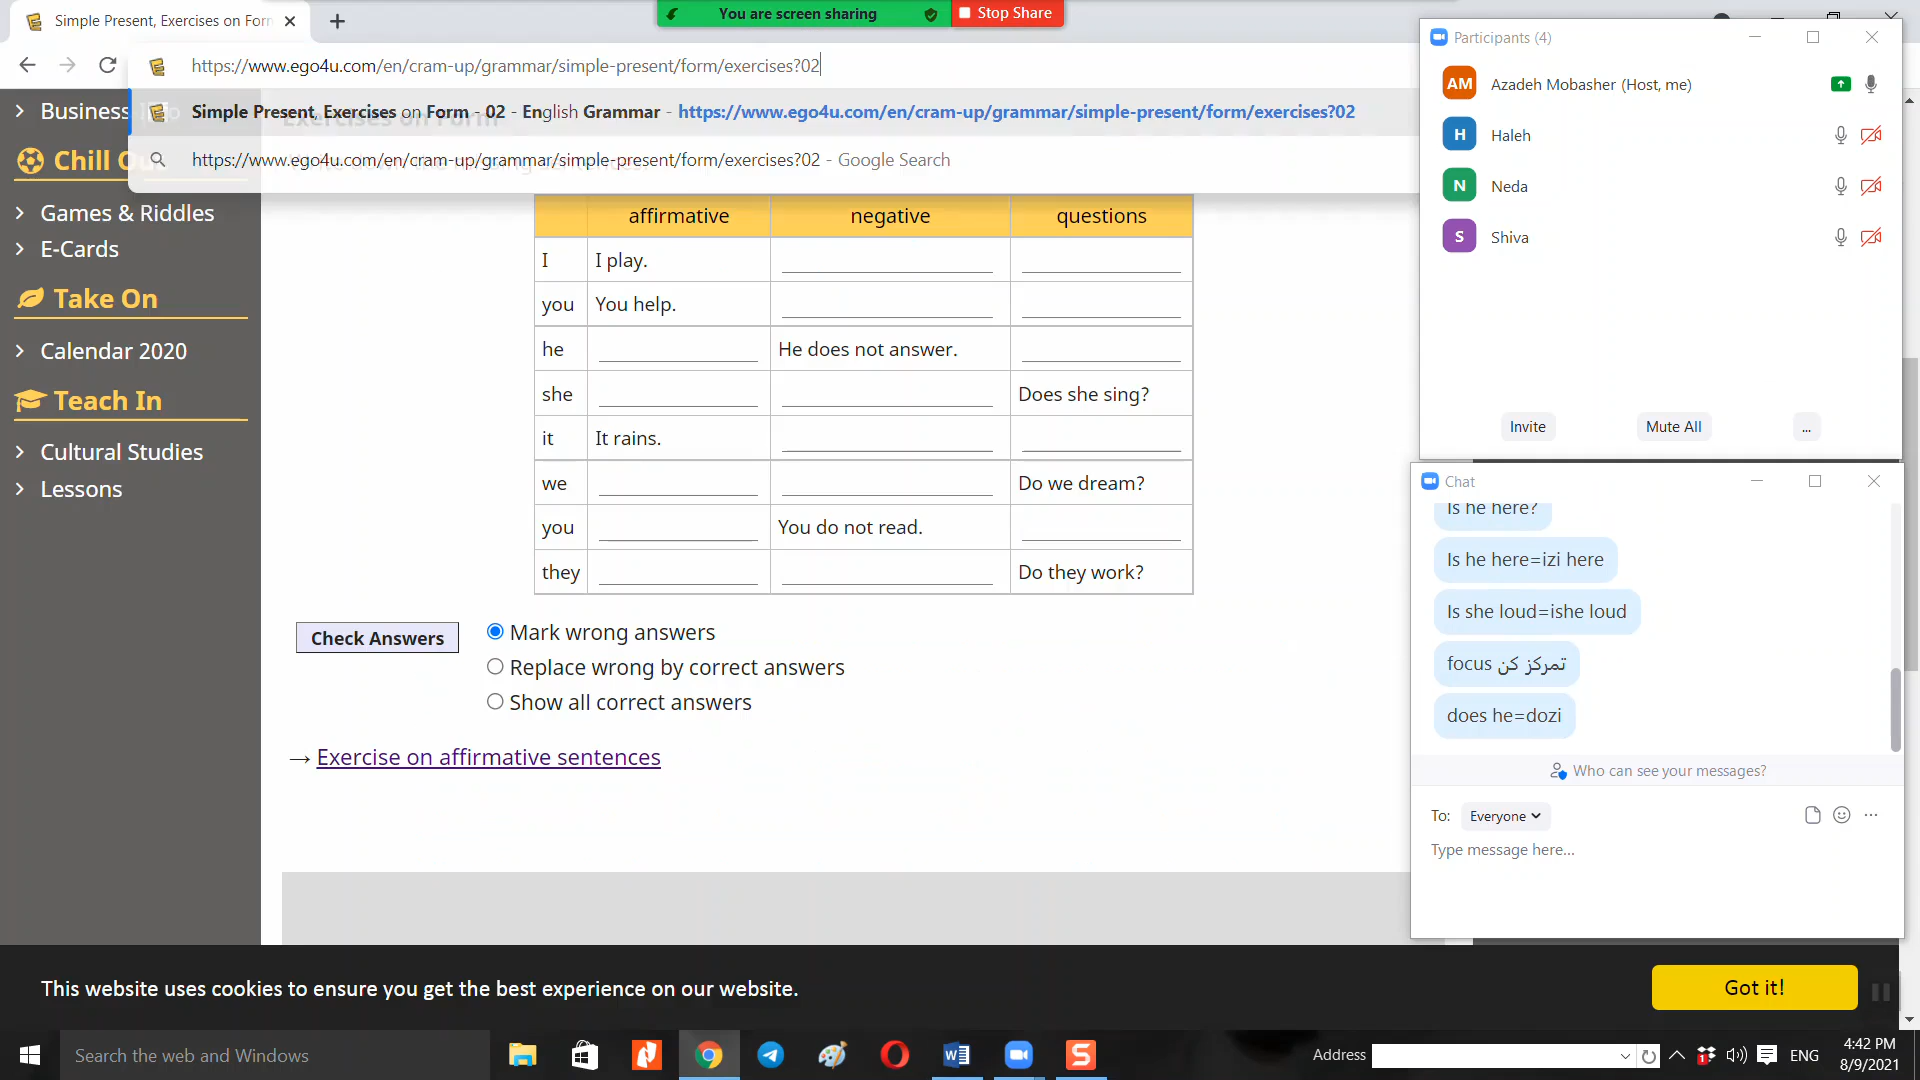 Simple Present, Exercises on Forn
You are screen sharing
Stop Share
https://www.ego4u.com/en/cram-up/grammar/simple-present/form/exercises?02
Simple Present, Exercises on Form - 02 - English Grammar - https://www.ego4u.com/en/cram-up/grammar/simple-present/form/exercises?02
https://www.ego4u.com/en/cram-up/grammar/simple-present/form/exercises?02 - Google Search
Business
Chill
Games & Riddles
E-Cards
Take On
Calendar 2020
Teach In
Cultural Studies
Lessons
affirmative negative questions
I I play.
you You help.
he He does not answer.
she Does she sing?
it It rains.
we Do we dream?
you You do not read.
they Do they work?
Check Answers
Mark wrong answers
Replace wrong by correct answers
Show all correct answers
→ Exercise on affirmative sentences
This website uses cookies to ensure you get the best experience on our website.
Got it!
Participants (4)
AM Azadeh Mobasher (Host, me)
H Haleh
N Neda
S Shiva
Invite Mute All ...
Chat
Is he here?
Is he here=izi here
Is she loud=ishe loud
focus تمرکز کن
does he=dozi
Who can see your messages?
To: Everyone
Type message here...
Search the web and Windows
Address
ENG
4:42 PM
8/9/2021